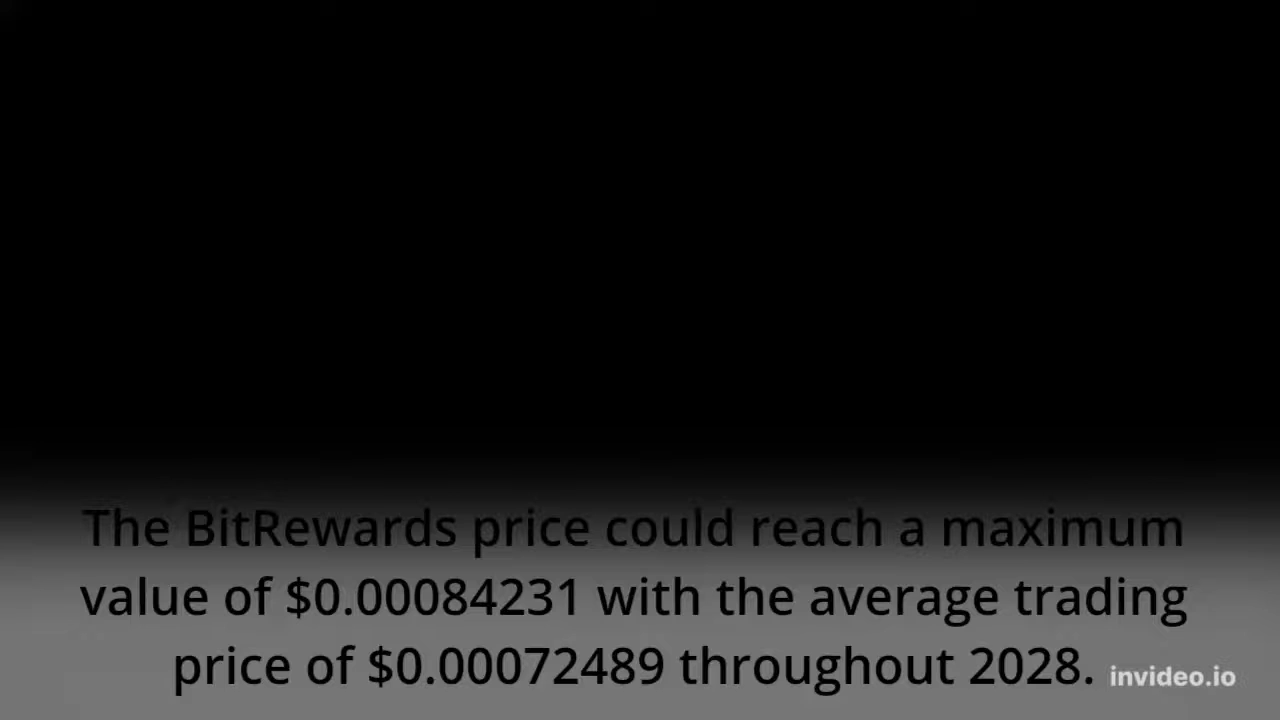 The BitRewards price could reach a maximum
value of $0.00084231 with the average trading
price of $0.00072489 throughout 2028.
invideo.io